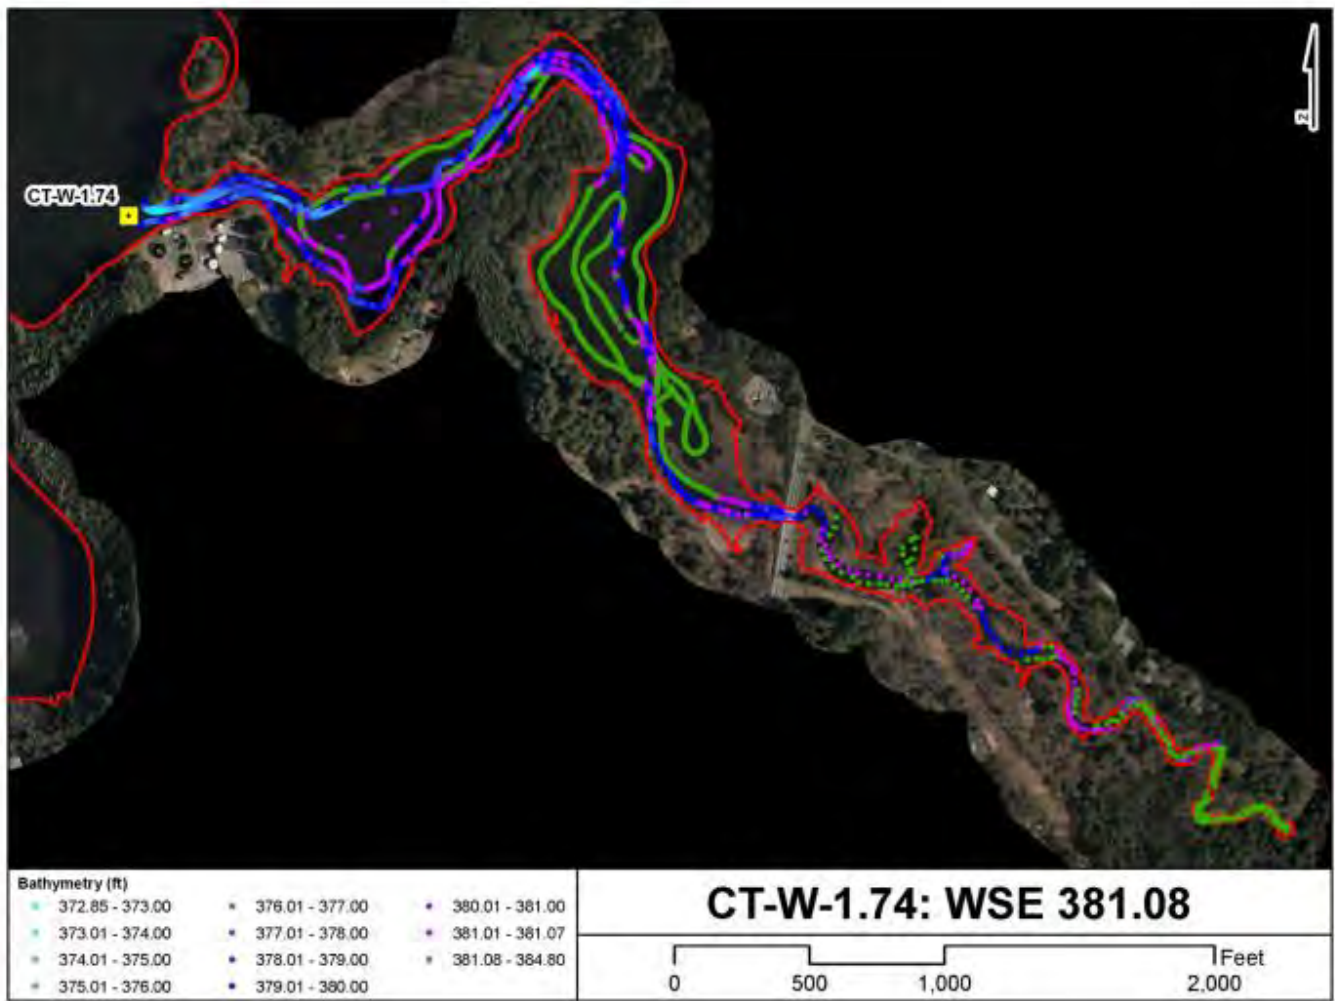 N
CT-W-1.74
Bathymetry (ft)
372.85 - 373.00
373.01 - 374.00
374.01 - 375.00
375.01 - 376.00
376.01 - 377.00
377.01 - 378.00
378.01 - 379.00
379.01 - 380.00
380.01 - 381.00
381.01 - 381.07
381.08 - 384.80
CT-W-1.74: WSE 381.08
Feet
0 500 1,000 2,000